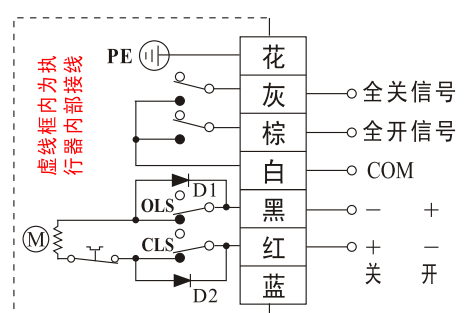 PE
花
灰 全关信号
棕 全开信号
白 COM
D1
OLS 黑 − +
M
CLS 红 + −
关 开
D2 蓝
虚线框内为执
行器内部接线